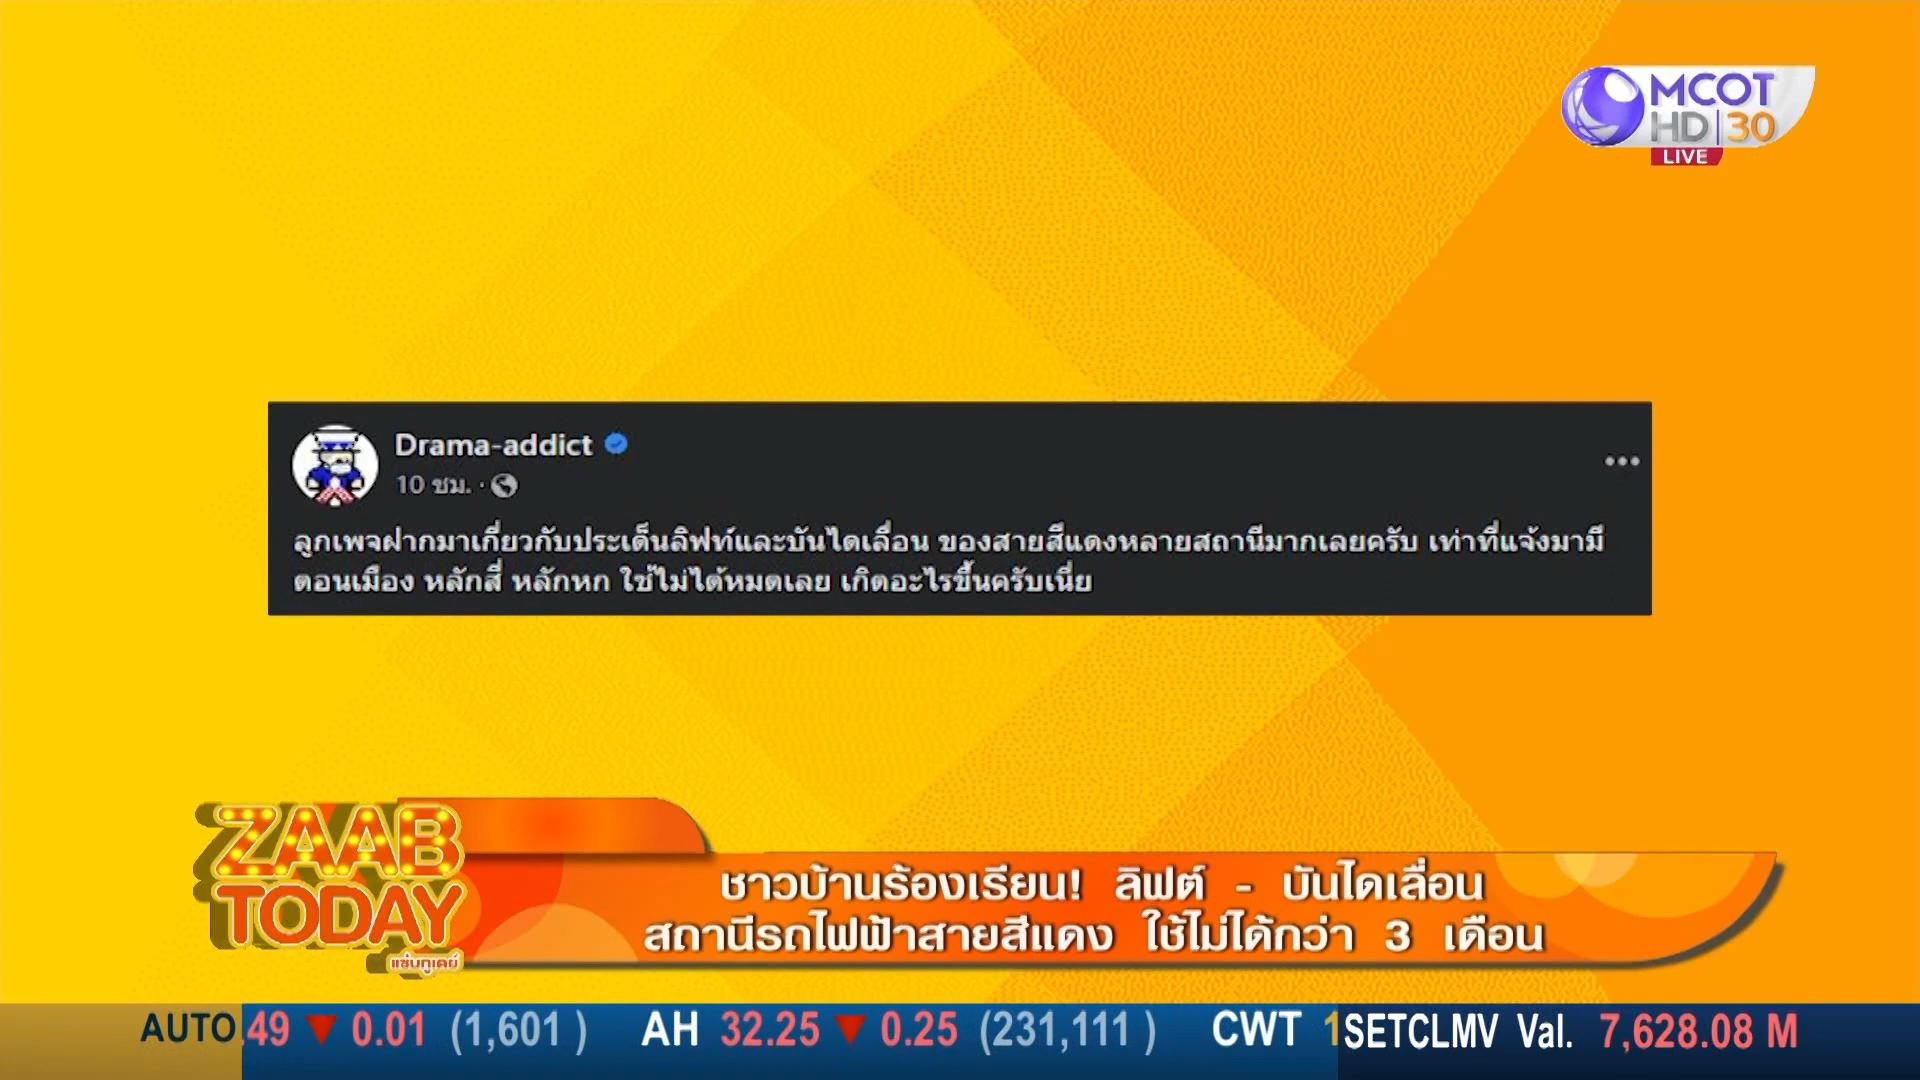 MCOT
HD 30
LIVE
Drama-addict
10 ชม. ·
ลูกเพจฝากมาเกี่ยวกับประเด็นลิฟท์และบันไดเลื่อน ของสายสีแดงหลายสถานีมากเลยครับ เท่าที่แจ้งมามี
ดอนเมือง หลักสี่ หลักหก ใช้ไม่ได้หมดเลย เกิดอะไรขึ้นครับเนี่ย
ZAAB
TODAY
แซ่บทูเดย์
ชาวบ้านร้องเรียน! ลิฟต์ - บันไดเลื่อน
สถานีรถไฟฟ้าสายสีแดง ใช้ไม่ได้กว่า 3 เดือน
AUTO .49 ▼ 0.01 (1,601 ) AH 32.25 ▼ 0.25 (231,111 ) CWT 1 SETCLMV Val. 7,628.08 M